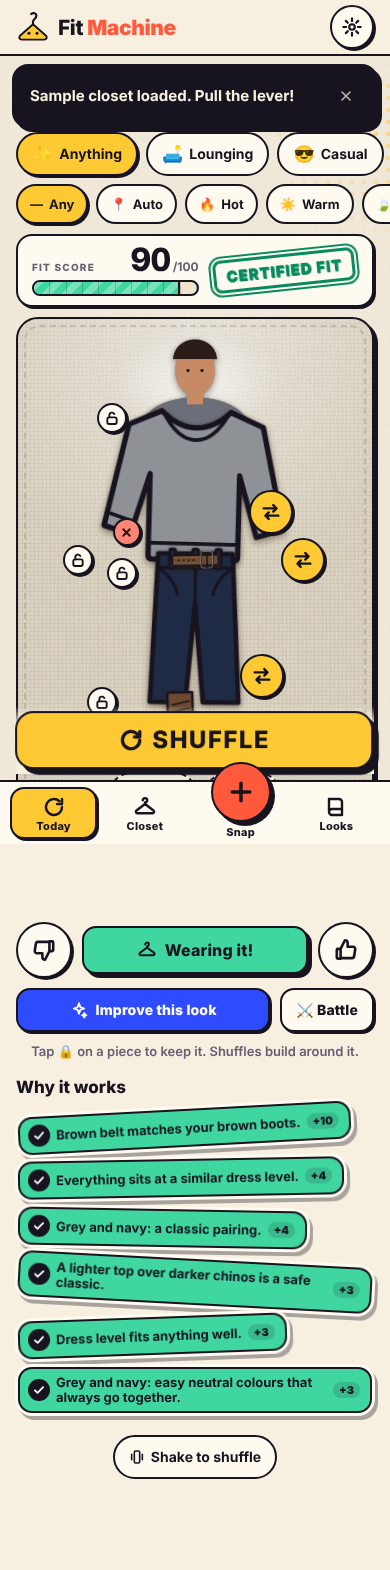 Fit Machine
Sample closet loaded. Pull the lever!
Anything
Lounging
Casual
— Any
Auto
Hot
Warm
FIT SCORE
90/100
CERTIFIED FIT
SHUFFLE
Today
Closet
Snap
Looks
Wearing it!
Improve this look
Battle
Tap 🔒 on a piece to keep it. Shuffles build around it.
Why it works
Brown belt matches your brown boots. +10
Everything sits at a similar dress level. +4
Grey and navy: a classic pairing. +4
A lighter top over darker chinos is a safe
classic. +3
Dress level fits anything well. +3
Grey and navy: easy neutral colours that
always go together. +3
Shake to shuffle